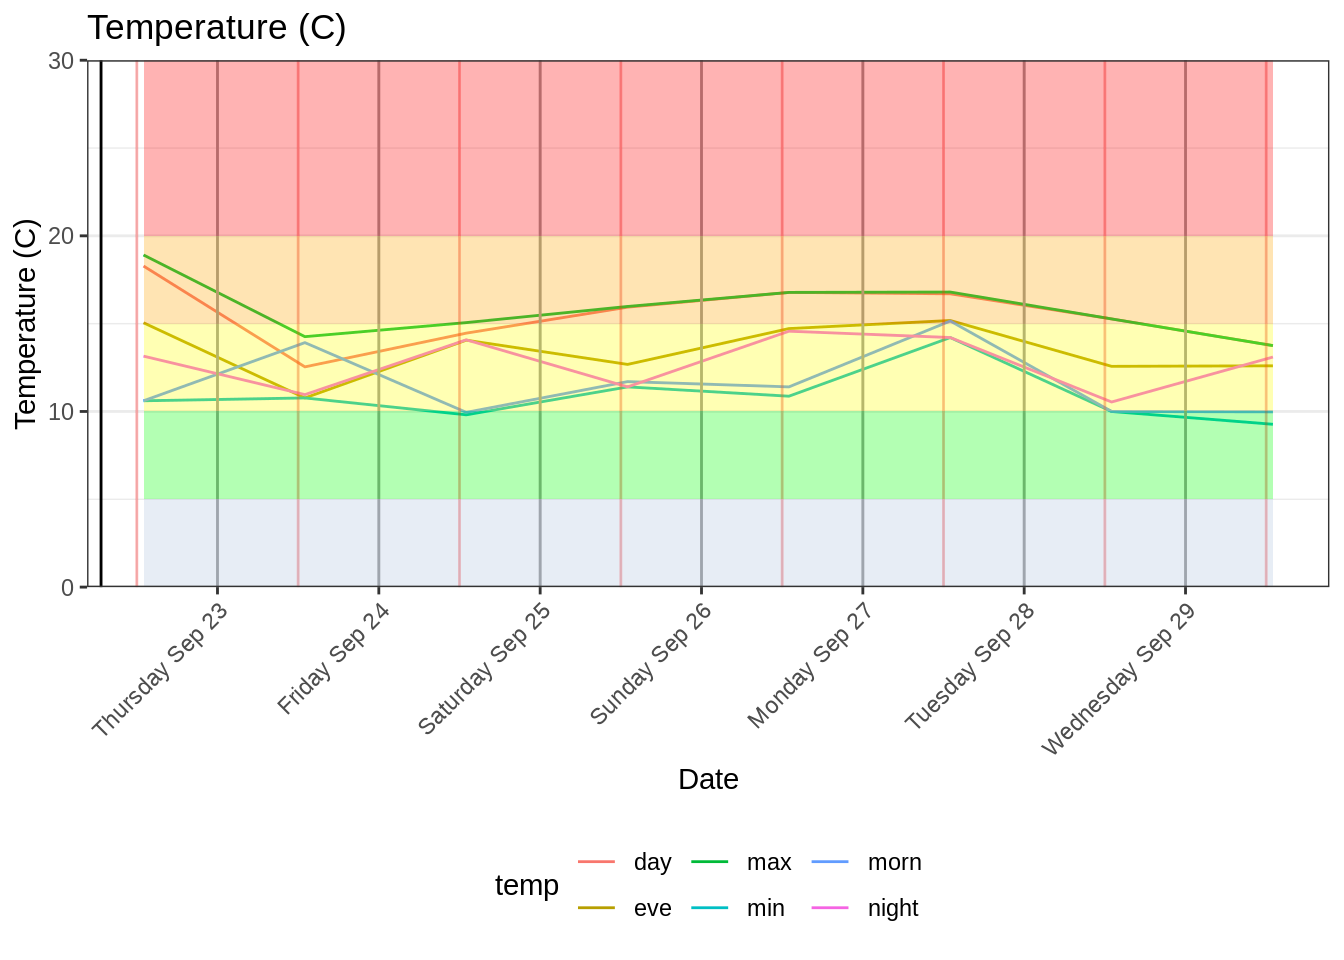 Temperature (C)
30
20
10
0
Temperature (C)
Thursday Sep 23
Friday Sep 24
Saturday Sep 25
Sunday Sep 26
Monday Sep 27
Tuesday Sep 28
Wednesday Sep 29
Date
temp
day
max
morn
eve
min
night